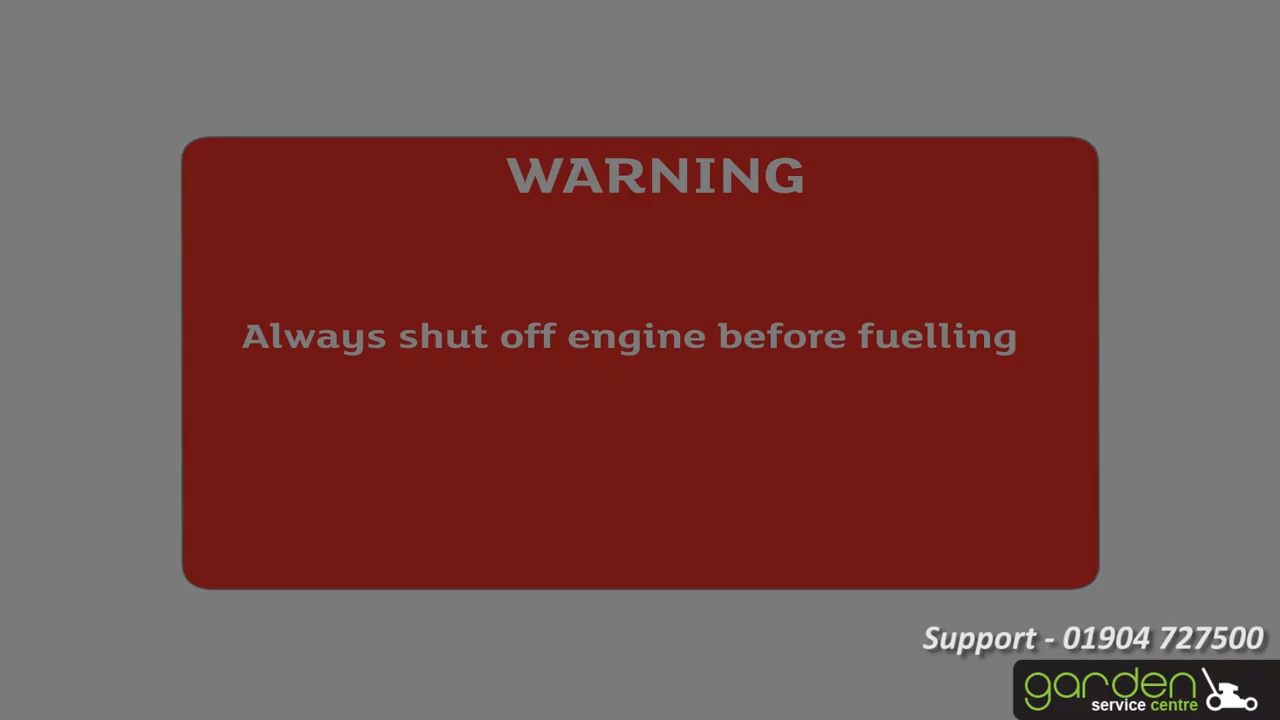 WARNING
Always shut off engine before fuelling
Support - 01904 727500
garden
service centre